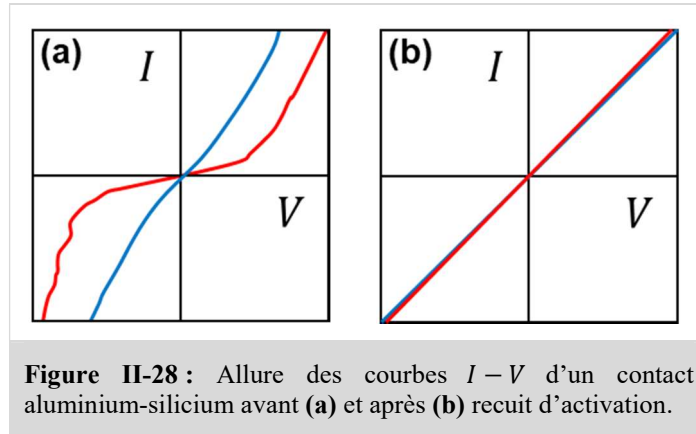 (a)
I
V
(b)
I
V
Figure II-28 : Allure des courbes I − V d’un contact
aluminium-silicium avant (a) et après (b) recuit d’activation.